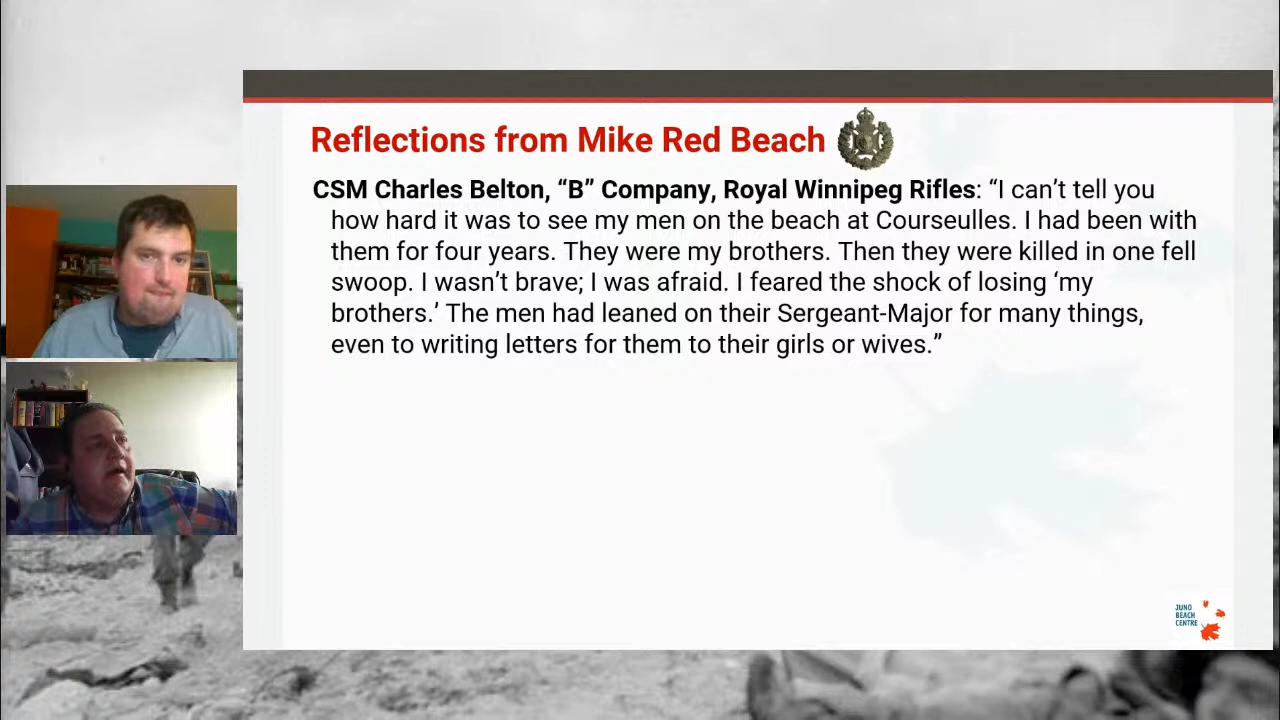 Reflections from Mike Red Beach
CSM Charles Belton, “B” Company, Royal Winnipeg Rifles: “I can’t tell you
how hard it was to see my men on the beach at Courseulles. I had been with
them for four years. They were my brothers. Then they were killed in one fell
swoop. I wasn’t brave; I was afraid. I feared the shock of losing ‘my
brothers.’ The men had leaned on their Sergeant-Major for many things,
even to writing letters for them to their girls or wives.”
JUNO
BEACH
CENTRE